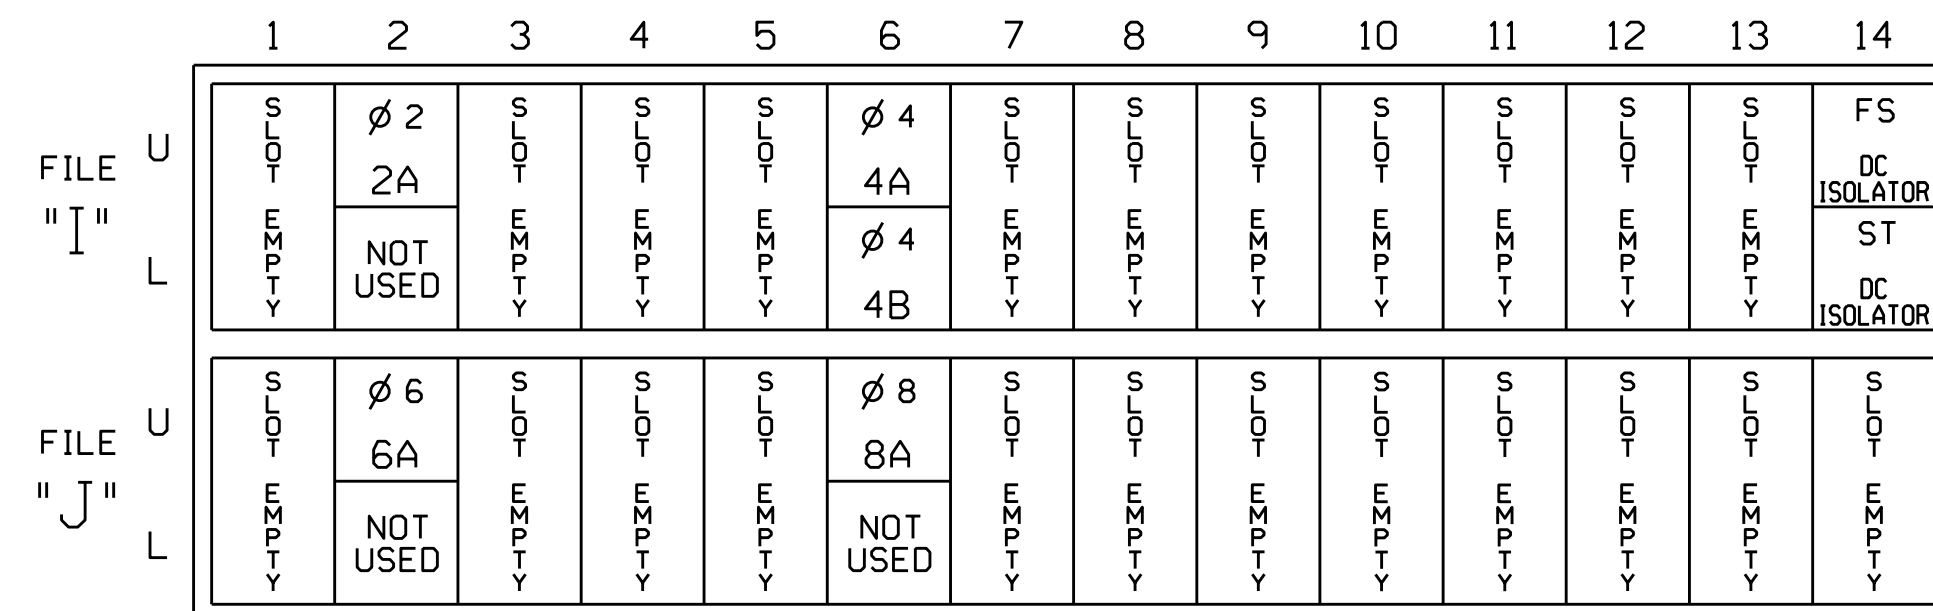 1 2 3 4 5 6 7 8 9 10 11 12 13 14
FILE "I"
U
L
SLOT EMPTY
Ø 2
2A
NOT
USED
SLOT EMPTY
SLOT EMPTY
SLOT EMPTY
Ø 4
4A
Ø 4
4B
SLOT EMPTY
SLOT EMPTY
SLOT EMPTY
SLOT EMPTY
SLOT EMPTY
SLOT EMPTY
SLOT EMPTY
FS
DC
ISOLATOR
ST
DC
ISOLATOR
FILE "J"
U
L
SLOT EMPTY
Ø 6
6A
NOT
USED
SLOT EMPTY
SLOT EMPTY
SLOT EMPTY
Ø 8
8A
NOT
USED
SLOT EMPTY
SLOT EMPTY
SLOT EMPTY
SLOT EMPTY
SLOT EMPTY
SLOT EMPTY
SLOT EMPTY
SLOT EMPTY